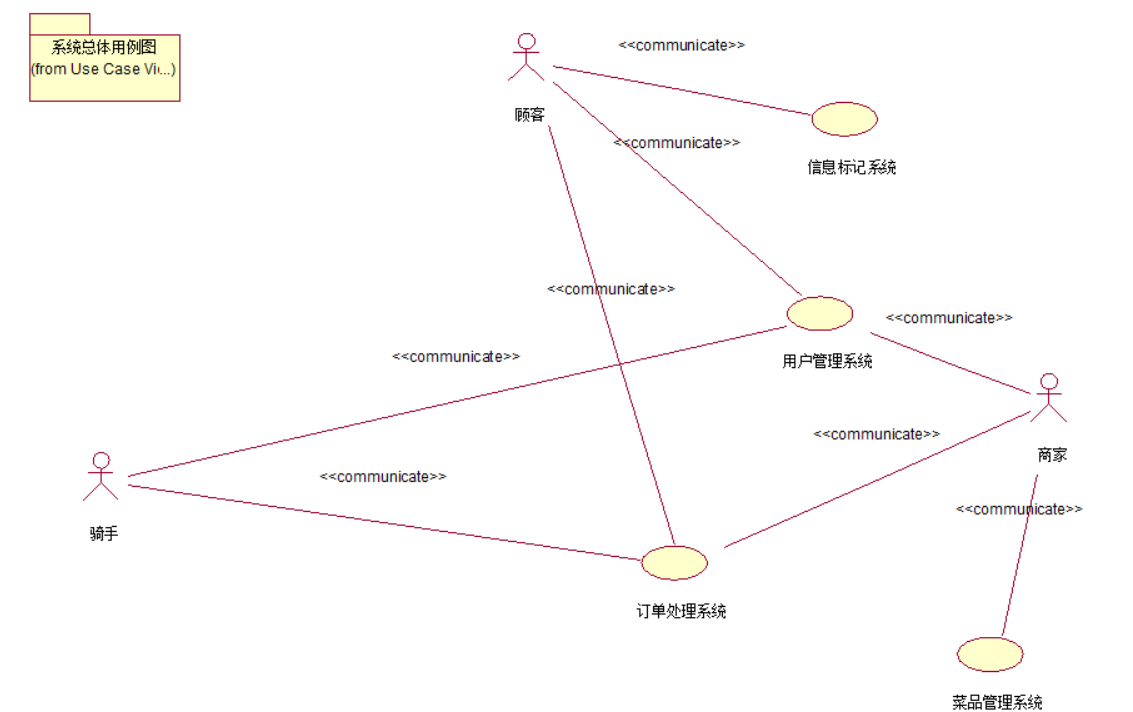 系统总体用例图
(from Use Case Vi...)
<<communicate>>
顾客
<<communicate>>
信息标记系统
<<communicate>>
<<communicate>>
<<communicate>>
用户管理系统
<<communicate>>
商家
<<communicate>>
<<communicate>>
骑手
订单处理系统
菜品管理系统